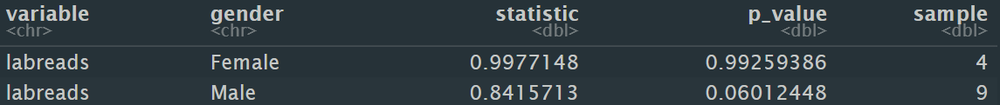 variable gender statistic p_value sample
<chr> <chr> <dbl> <dbl> <dbl>
labreads Female 0.9977148 0.99259386 4
labreads Male 0.8415713 0.06012448 9